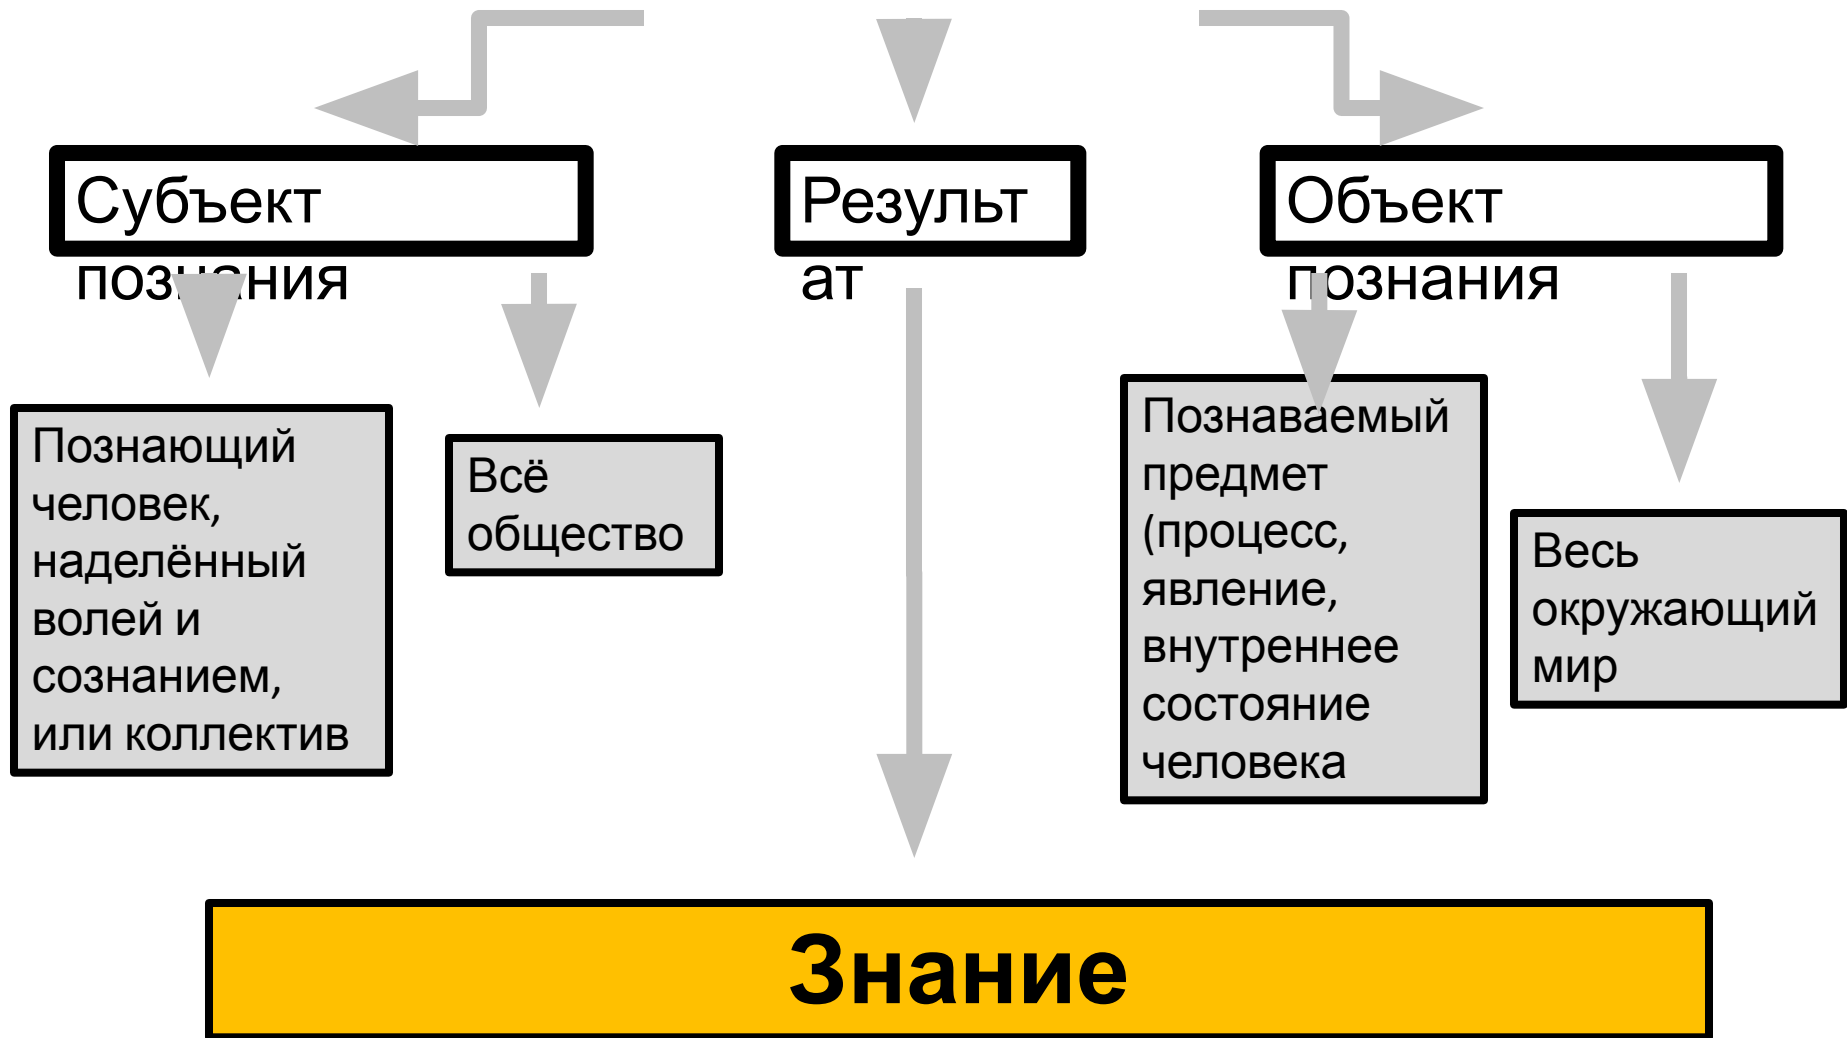 Субъект
познания
Результ
ат
Объект
познания
Познающий
человек,
наделённый
волей и
сознанием,
или коллектив
Всё
общество
Познаваемый
предмет
(процесс,
явление,
внутреннее
состояние
человека
Весь
окружающий
мир
Знание